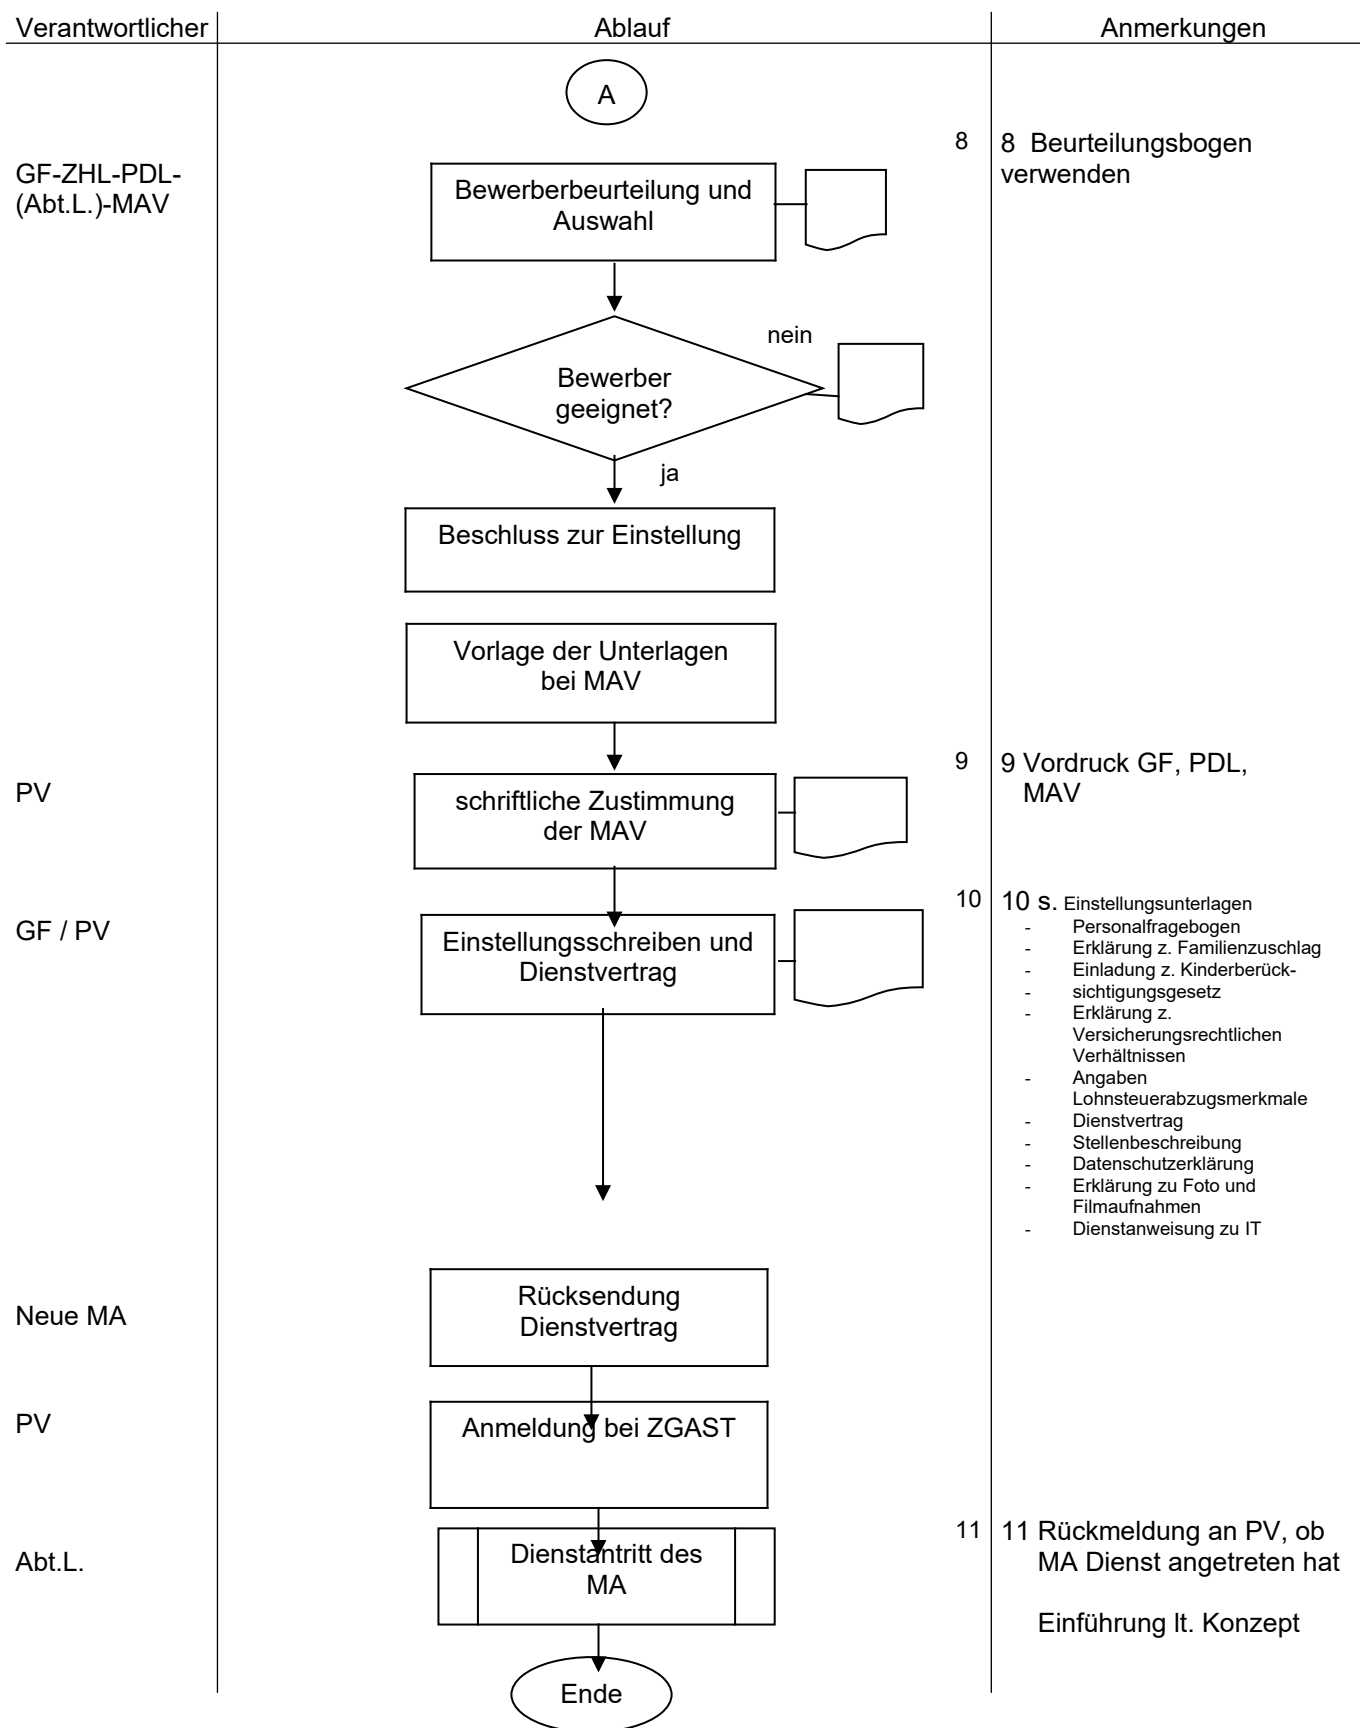 Verantwortlicher
Ablauf
Anmerkungen
A
8
8 Beurteilungsbogen
verwenden
GF-ZHL-PDL-
(Abt.L.)-MAV
Bewerberbeurteilung und
Auswahl
nein
Bewerber
geeignet?
ja
Beschluss zur Einstellung
Vorlage der Unterlagen
bei MAV
9
9 Vordruck GF, PDL,
MAV
PV
schriftliche Zustimmung
der MAV
10
10 s. Einstellungsunterlagen
- Personalfragebogen
- Erklärung z. Familienzuschlag
- Einladung z. Kinderberück-
- sichtigungsgesetz
- Erklärung z.
Versicherungsrechtlichen
Verhältnissen
- Angaben
Lohnsteuerabzugsmerkmale
- Dienstvertrag
- Stellenbeschreibung
- Datenschutzerklärung
- Erklärung zu Foto und
Filmaufnahmen
- Dienstanweisung zu IT
GF / PV
Einstellungsschreiben und
Dienstvertrag
Neue MA
Rücksendung
Dienstvertrag
PV
Anmeldung bei ZGAST
11
11 Rückmeldung an PV, ob
MA Dienst angetreten hat
Einführung lt. Konzept
Abt.L.
Dienstantritt des
MA
Ende